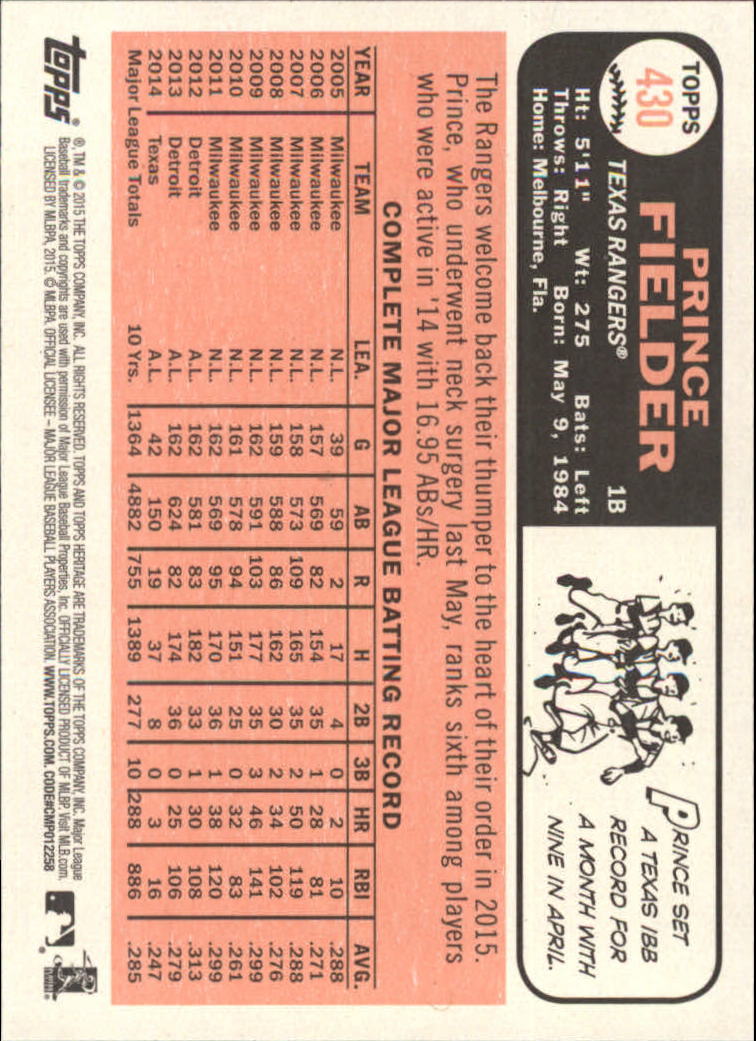 TOPPS
430
PRINCE
FIELDER
TEXAS RANGERS® 1B
Ht: 5'11" Wt: 275 Bats: Left
Throws: Right Born: May 9, 1984
Home: Melbourne, Fla.
PRINCE SET
A TEXAS IBB
RECORD FOR
A MONTH WITH
NINE IN APRIL.
The Rangers welcome back their thumper to the heart of their order in 2015.
Prince, who underwent neck surgery last May, ranks sixth among players
who were active in '14 with 16.95 ABs/HR.
COMPLETE MAJOR LEAGUE BATTING RECORD
YEAR TEAM LEA. G AB R H 2B 3B HR RBI AVG.
2005 Milwaukee N.L. 39 59 2 17 4 0 2 10 .288
2006 Milwaukee N.L. 157 569 82 154 35 1 28 81 .271
2007 Milwaukee N.L. 158 573 109 165 35 2 50 119 .288
2008 Milwaukee N.L. 159 588 86 162 30 2 34 102 .276
2009 Milwaukee N.L. 162 591 103 177 35 3 46 141 .299
2010 Milwaukee N.L. 161 578 94 151 25 0 32 83 .261
2011 Milwaukee N.L. 162 569 95 170 36 1 38 120 .299
2012 Detroit A.L. 162 581 83 182 33 1 30 108 .313
2013 Detroit A.L. 162 624 82 174 36 0 25 106 .279
2014 Texas A.L. 42 150 19 37 8 0 3 16 .247
Major League Totals 10 Yrs. 1364 4882 755 1389 277 10 288 886 .285
topps®
®, TM & © 2015 THE TOPPS COMPANY, INC. ALL RIGHTS RESERVED. TOPPS AND TOPPS HERITAGE ARE TRADEMARKS OF THE TOPPS COMPANY, INC. Major League
Baseball trademarks and copyrights are used with permission of Major League Baseball Properties, Inc. OFFICIALLY LICENSED PRODUCT OF MLBP. Visit MLB.com.
LICENSED BY MLBPA, 2015. © MLBPA. OFFICIAL LICENSEE – MAJOR LEAGUE BASEBALL PLAYERS ASSOCIATION. WWW.TOPPS.COM. CODE#CMP012258